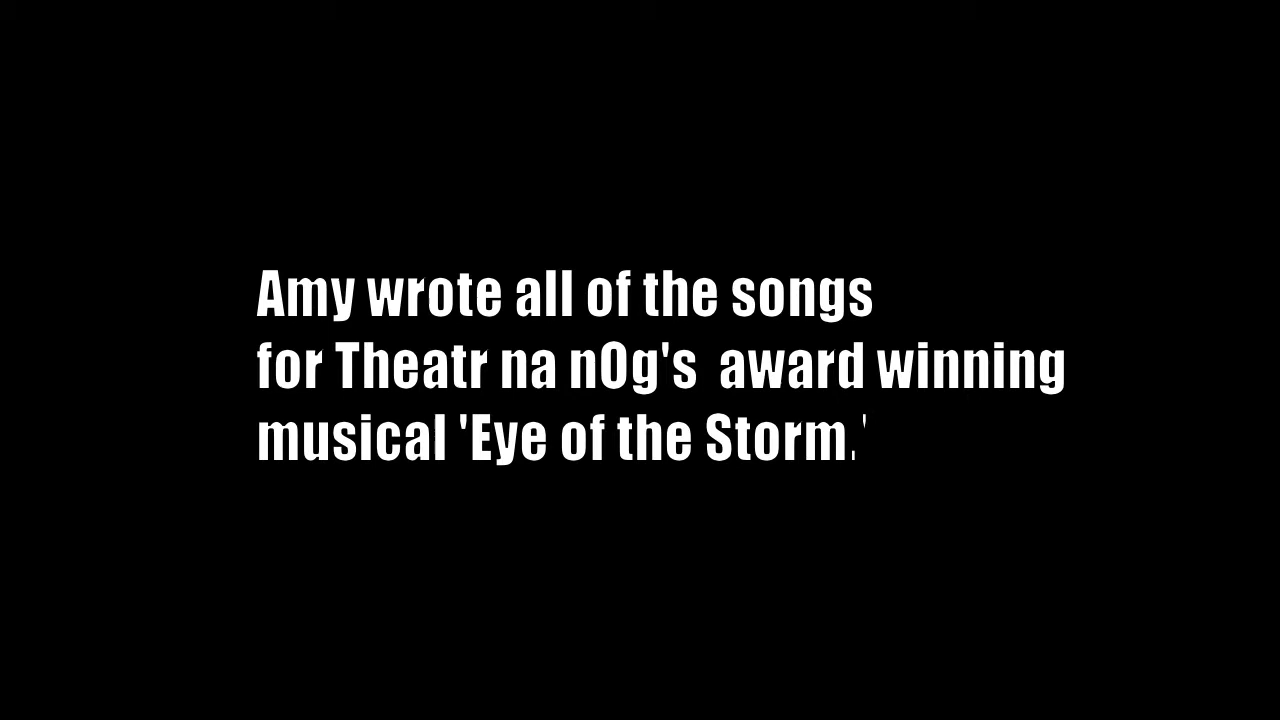 Amy wrote all of the songs
for Theatr na nOg's  award winning
musical 'Eye of the Storm.'